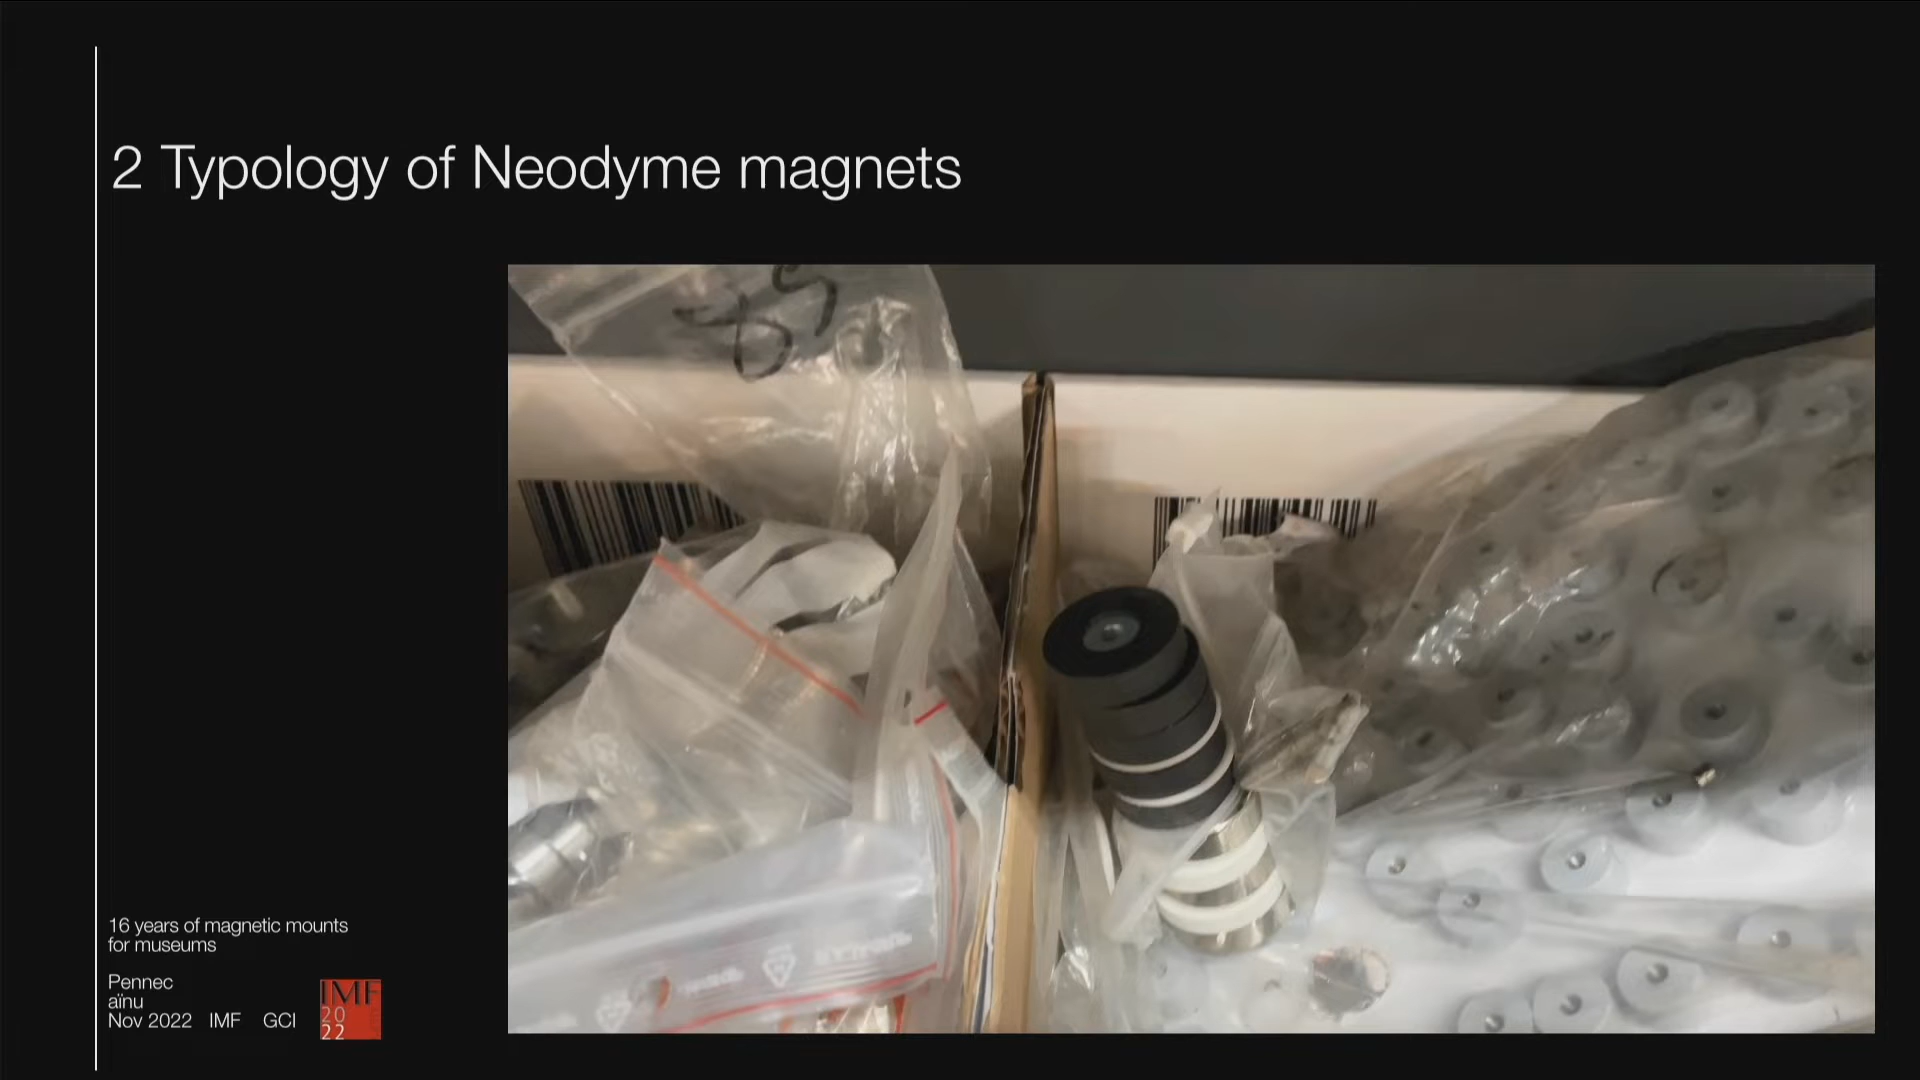 2 Typology of Neodyme magnets
16 years of magnetic mounts
for museums
Pennec
aïnu
Nov 2022 IMF GCI
IMF
20
22